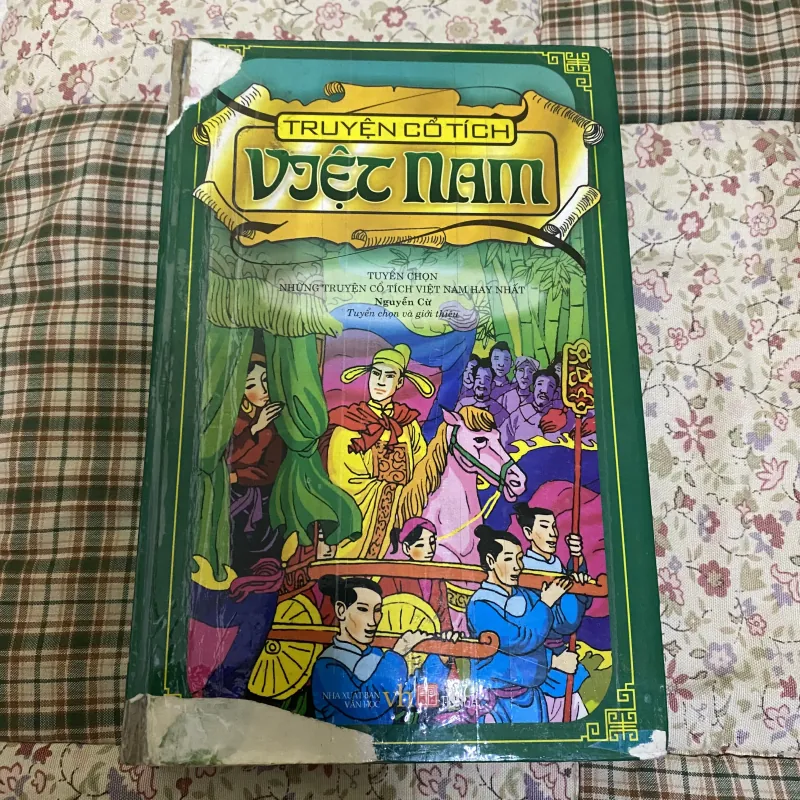 TRUYỆN CỔ TÍCH
VIỆT NAM
TUYỂN CHỌN
NHỮNG TRUYỆN CỔ TÍCH VIỆT NAM HAY NHẤT
Nguyễn Cừ
Tuyển chọn và giới thiệu
NHÀ XUẤT BẢN
VĂN HỌC
vh